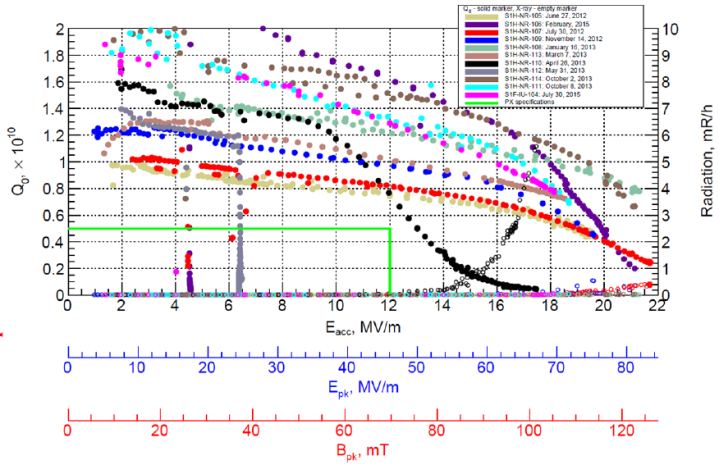 Q₀ - solid marker, X-ray - empty marker
S1H-NR-105: June 27, 2012
S1H-NR-106: February, 2015
S1H-NR-107: July 30, 2012
S1H-NR-109: November 14, 2012
S1H-NR-108: January 16, 2013
S1H-NR-113: March 7, 2013
S1H-NR-110: April 26, 2013
S1H-NR-112: May 31, 2013
S1H-NR-114: October 2, 2013
S1H-NR-111: October 8, 2013
S1F-IU-104: July 30, 2015
PX specifications
Q₀, × 10¹⁰
2
1.8
1.6
1.4
1.2
1
0.8
0.6
0.4
0.2
0
Radiation, mR/h
10
9
8
7
6
5
4
3
2
1
0
0 2 4 6 8 10 12 14 16 18 20 22
Eacc, MV/m
0 10 20 30 40 50 60 70 80
Epk, MV/m
0 20 40 60 80 100 120
Bpk, mT